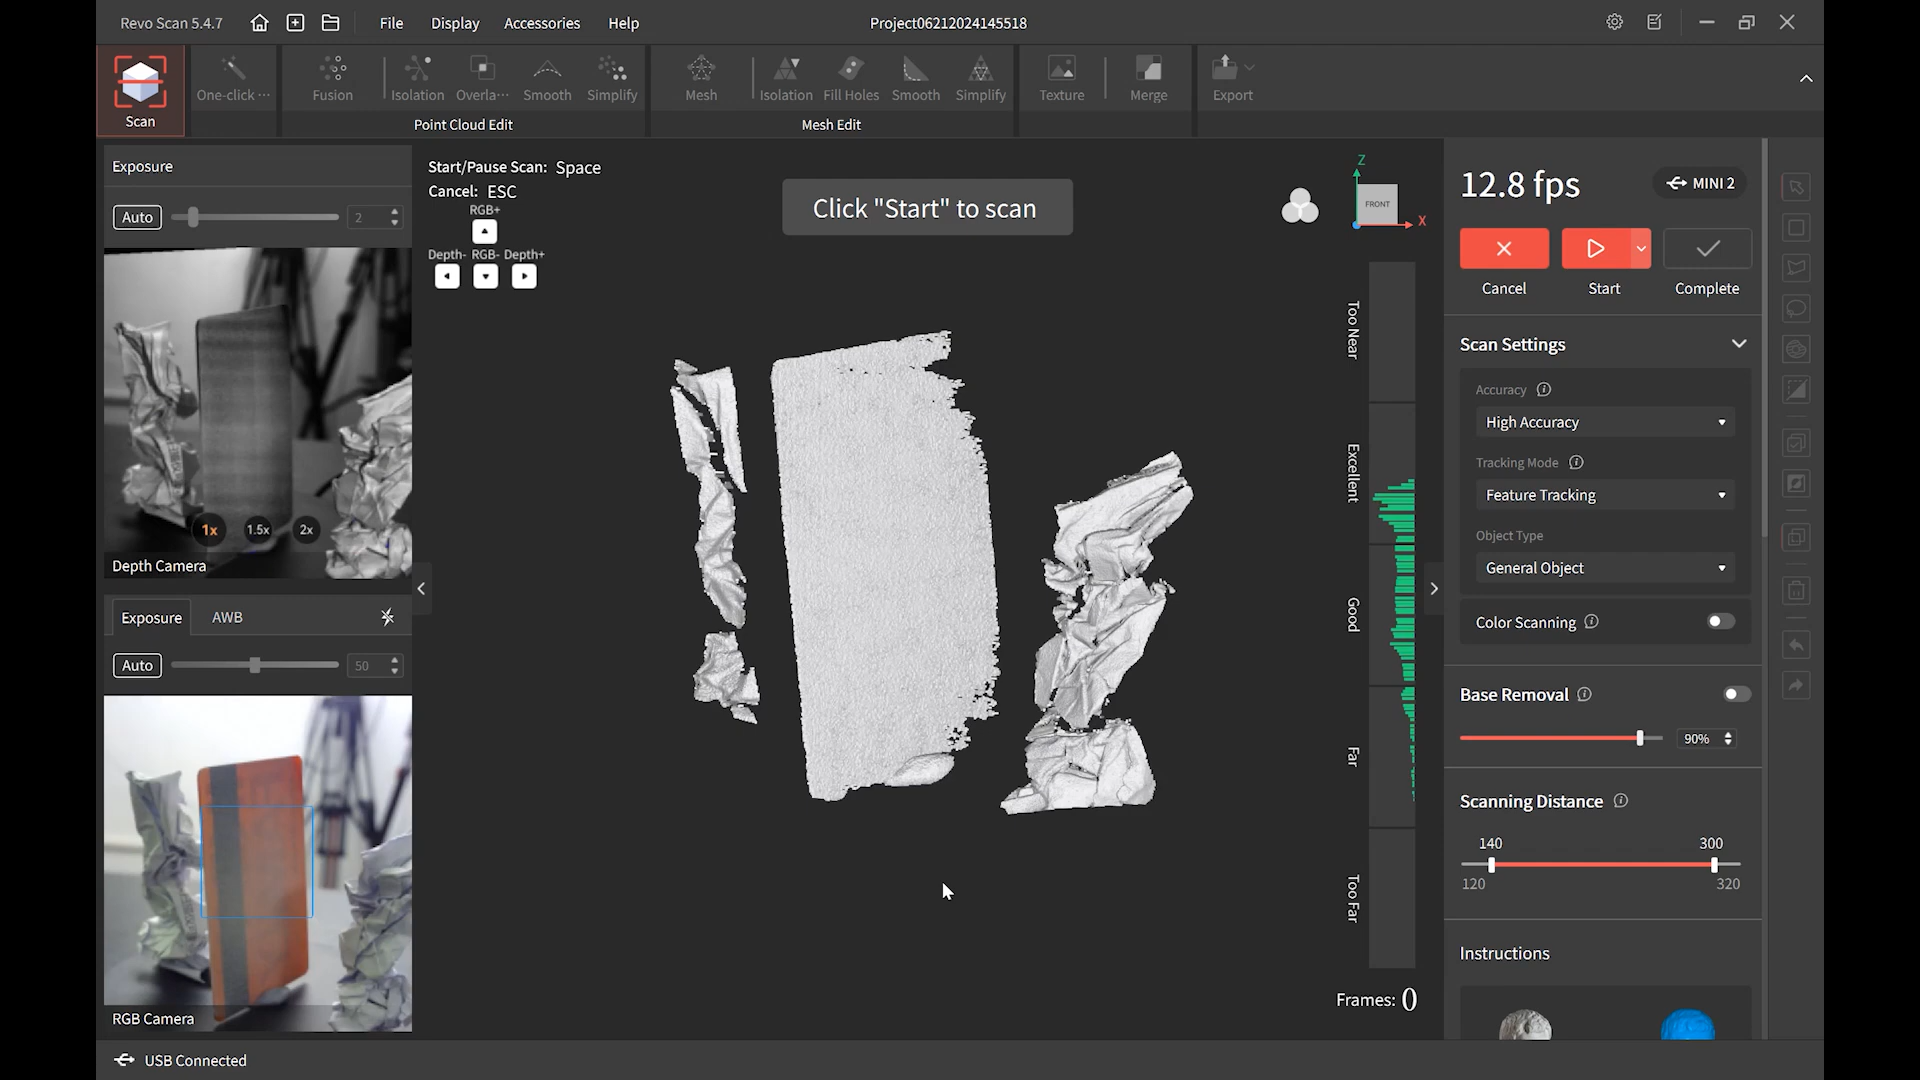 Revo Scan 5.4.7
File
Display
Accessories
Help
Project06212024145518
Scan
One-click ···
Fusion
Isolation
Overla···
Smooth
Simplify
Point Cloud Edit
Mesh
Isolation
Fill Holes
Smooth
Simplify
Mesh Edit
Texture
Merge
Export
Exposure
Auto
2
1x
1.5x
2x
Depth Camera
Exposure
AWB
Auto
50
RGB Camera
Start/Pause Scan: Space
Cancel: ESC
RGB+
Depth- RGB- Depth+
Click "Start" to scan
Z
FRONT
X
Too Near
Excellent
Good
Far
Too Far
Frames: 0
12.8 fps
MINI 2
Cancel
Start
Complete
Scan Settings
Accuracy
High Accuracy
Tracking Mode
Feature Tracking
Object Type
General Object
Color Scanning
Base Removal
90%
Scanning Distance
140
300
120
320
Instructions
USB Connected